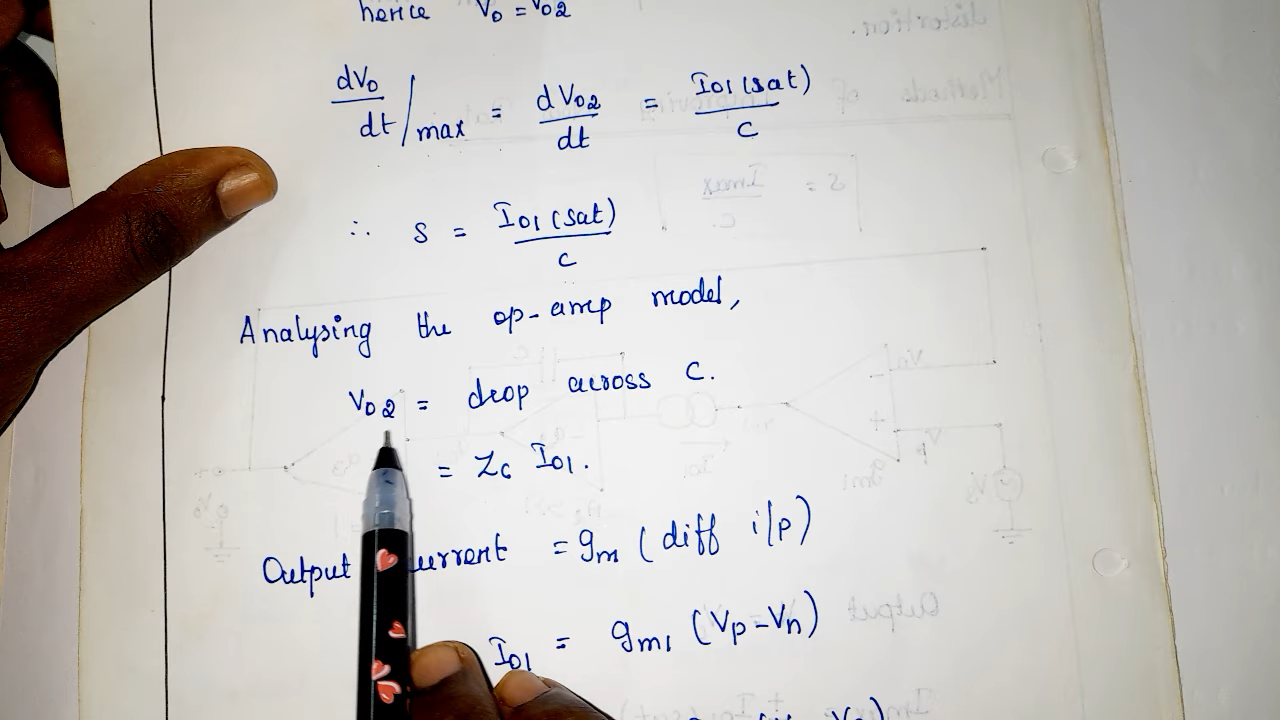 hence Vo = Vo2
dVo/dt /max = dVo2/dt = Io1(sat)/c
∴ S = Io1(sat)/c
Analysing the op-amp model,
Vo2 = drop across C.
= Zc Io1.
Output current = gm (diff i/p)
Io1 = gm1 (Vp-Vn)